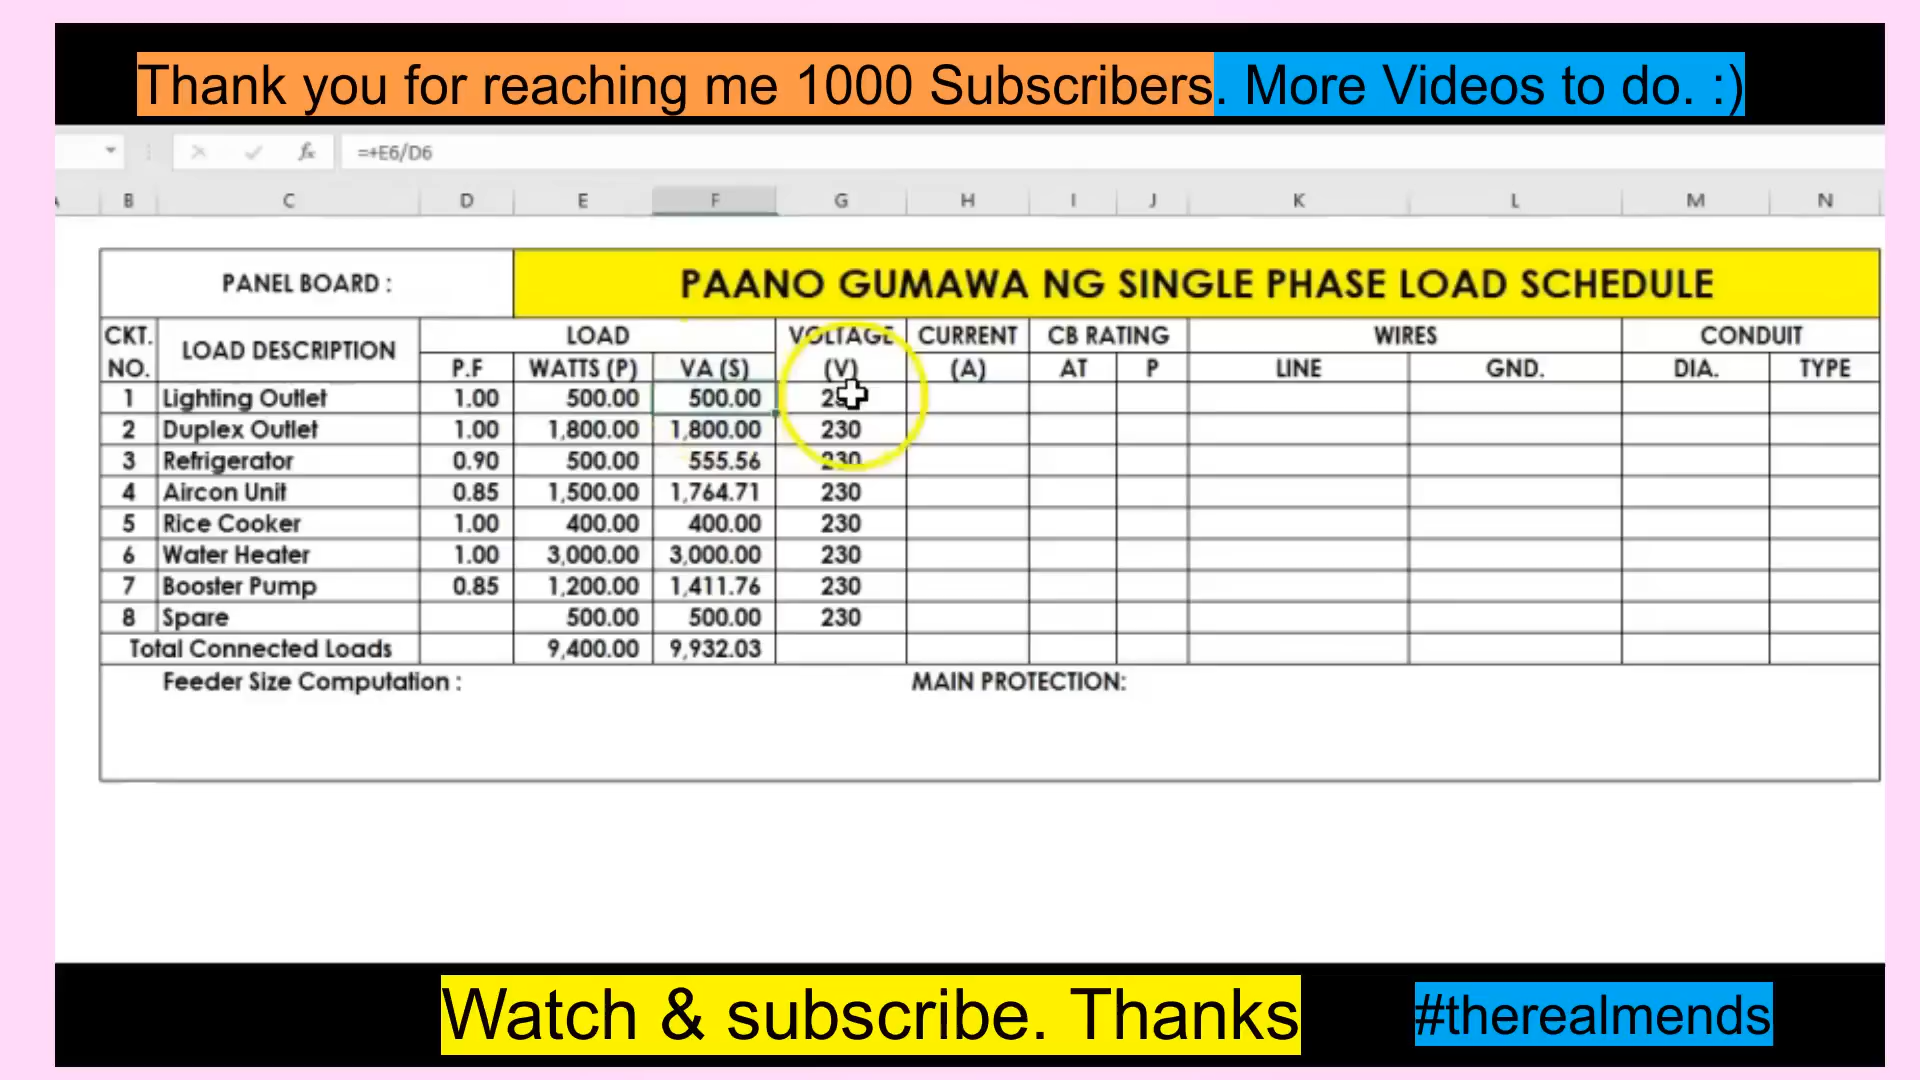 Thank you for reaching me 1000 Subscribers. More Videos to do. :)
fx =+E6/D6
B C D E F G H I J K L M N
PANEL BOARD : PAANO GUMAWA NG SINGLE PHASE LOAD SCHEDULE
CKT. NO. LOAD DESCRIPTION LOAD VOLTAGE CURRENT CB RATING WIRES CONDUIT
P.F WATTS (P) VA (S) (V) (A) AT P LINE GND. DIA. TYPE
1 Lighting Outlet 1.00 500.00 500.00
2 Duplex Outlet 1.00 1,800.00 1,800.00 230
3 Refrigerator 0.90 500.00 555.56 230
4 Aircon Unit 0.85 1,500.00 1,764.71 230
5 Rice Cooker 1.00 400.00 400.00 230
6 Water Heater 1.00 3,000.00 3,000.00 230
7 Booster Pump 0.85 1,200.00 1,411.76 230
8 Spare 500.00 500.00 230
Total Connected Loads 9,400.00 9,932.03
Feeder Size Computation : MAIN PROTECTION:
Watch & subscribe. Thanks #therealmends